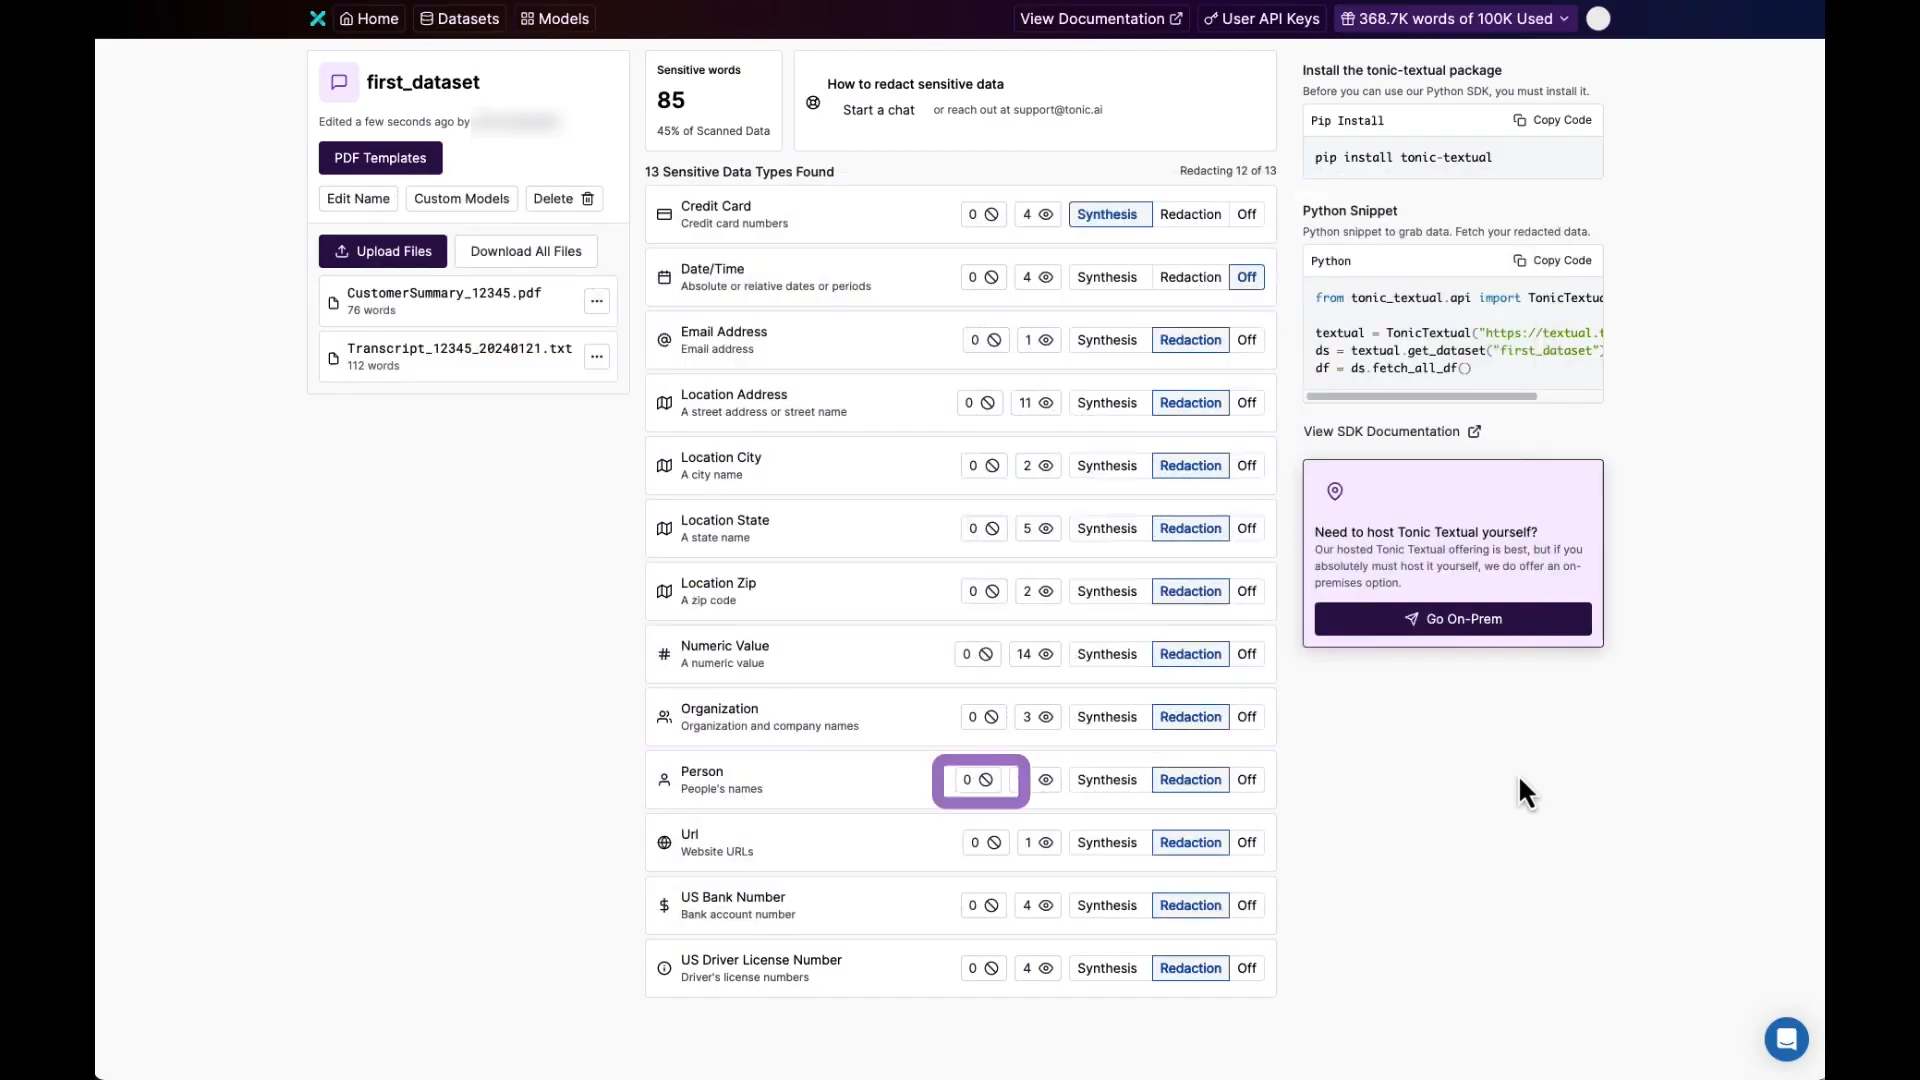 Home
Datasets
Models
View Documentation
User API Keys
368.7K words of 100K Used
first_dataset
Edited a few seconds ago by
PDF Templates
Edit Name
Custom Models
Delete
Upload Files
Download All Files
CustomerSummary_12345.pdf
76 words
Transcript_12345_20240121.txt
112 words
Sensitive words
85
45% of Scanned Data
How to redact sensitive data
Start a chat or reach out at support@tonic.ai
13 Sensitive Data Types Found
Redacting 12 of 13
Credit Card
Credit card numbers
0 4 Synthesis Redaction Off
Date/Time
Absolute or relative dates or periods
0 4 Synthesis Redaction Off
Email Address
Email address
0 1 Synthesis Redaction Off
Location Address
A street address or street name
0 11 Synthesis Redaction Off
Location City
A city name
0 2 Synthesis Redaction Off
Location State
A state name
0 5 Synthesis Redaction Off
Location Zip
A zip code
0 2 Synthesis Redaction Off
Numeric Value
A numeric value
0 14 Synthesis Redaction Off
Organization
Organization and company names
0 3 Synthesis Redaction Off
Person
People's names
0 Synthesis Redaction Off
Url
Website URLs
0 1 Synthesis Redaction Off
US Bank Number
Bank account number
0 4 Synthesis Redaction Off
US Driver License Number
Driver's license numbers
0 4 Synthesis Redaction Off
Install the tonic-textual package
Before you can use our Python SDK, you must install it.
Pip Install
Copy Code
pip install tonic-textual
Python Snippet
Python snippet to grab data. Fetch your redacted data.
Python
Copy Code
from tonic_textual.api import TonicTextua
textual = TonicTextual("https://textual.t
ds = textual.get_dataset("first_dataset")
df = ds.fetch_all_df()
View SDK Documentation
Need to host Tonic Textual yourself?
Our hosted Tonic Textual offering is best, but if you
absolutely must host it yourself, we do offer an on-
premises option.
Go On-Prem